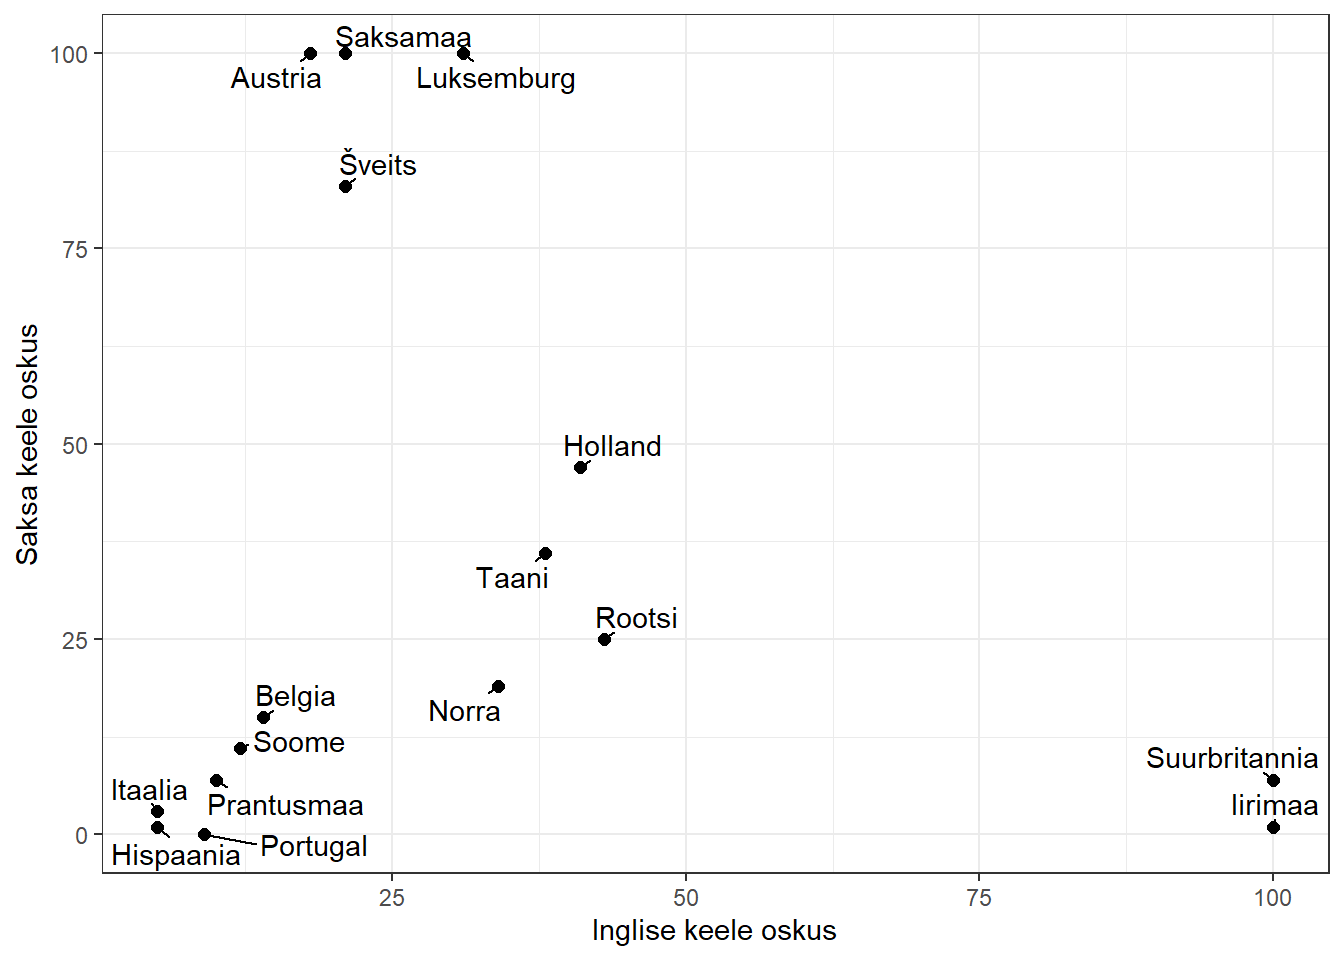 Saksamaa
100
Austria
Luksemburg
Šveits
75
Saksa keele oskus
Holland
50
Taani
Rootsi
25
Belgia
Norra
Soome
Suurbritannia
Itaalia
Prantusmaa
Iirimaa
0
Portugal
Hispaania
25
50
75
100
Inglise keele oskus